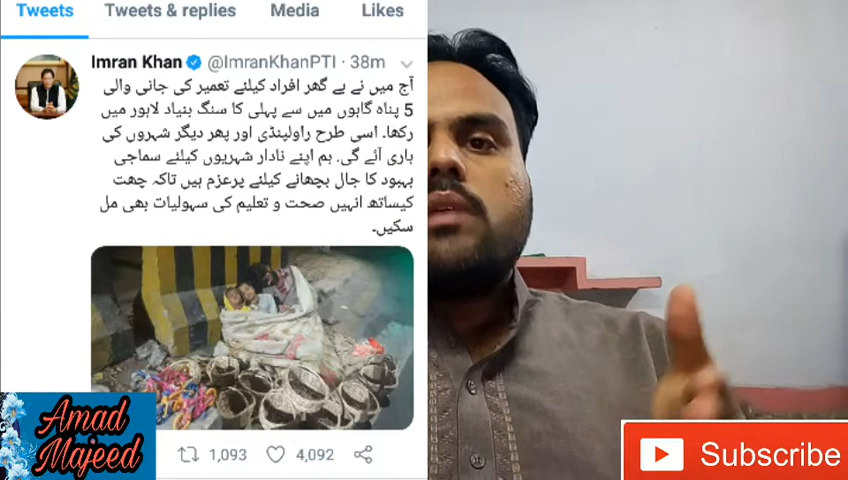 Tweets Tweets & replies Media Likes
Imran Khan @ImranKhanPTI · 38m
آج میں نے بے گھر افراد کیلئے تعمیر کی جانی والی
5 پناہ گاہوں میں سے پہلی کا سنگ بنیاد لاہور میں
رکھا۔ اسی طرح راولپنڈی اور پھر دیگر شہروں کی
باری آئے گی۔ ہم اپنے نادار شہریوں کیلئے سماجی
بہبود کا جال بچھانے کیلئے پرعزم ہیں تاکہ چھت
کیساتھ انہیں صحت و تعلیم کی سہولیات بھی مل
سکیں۔
1,093 4,092
Amad
Majeed
Subscribe